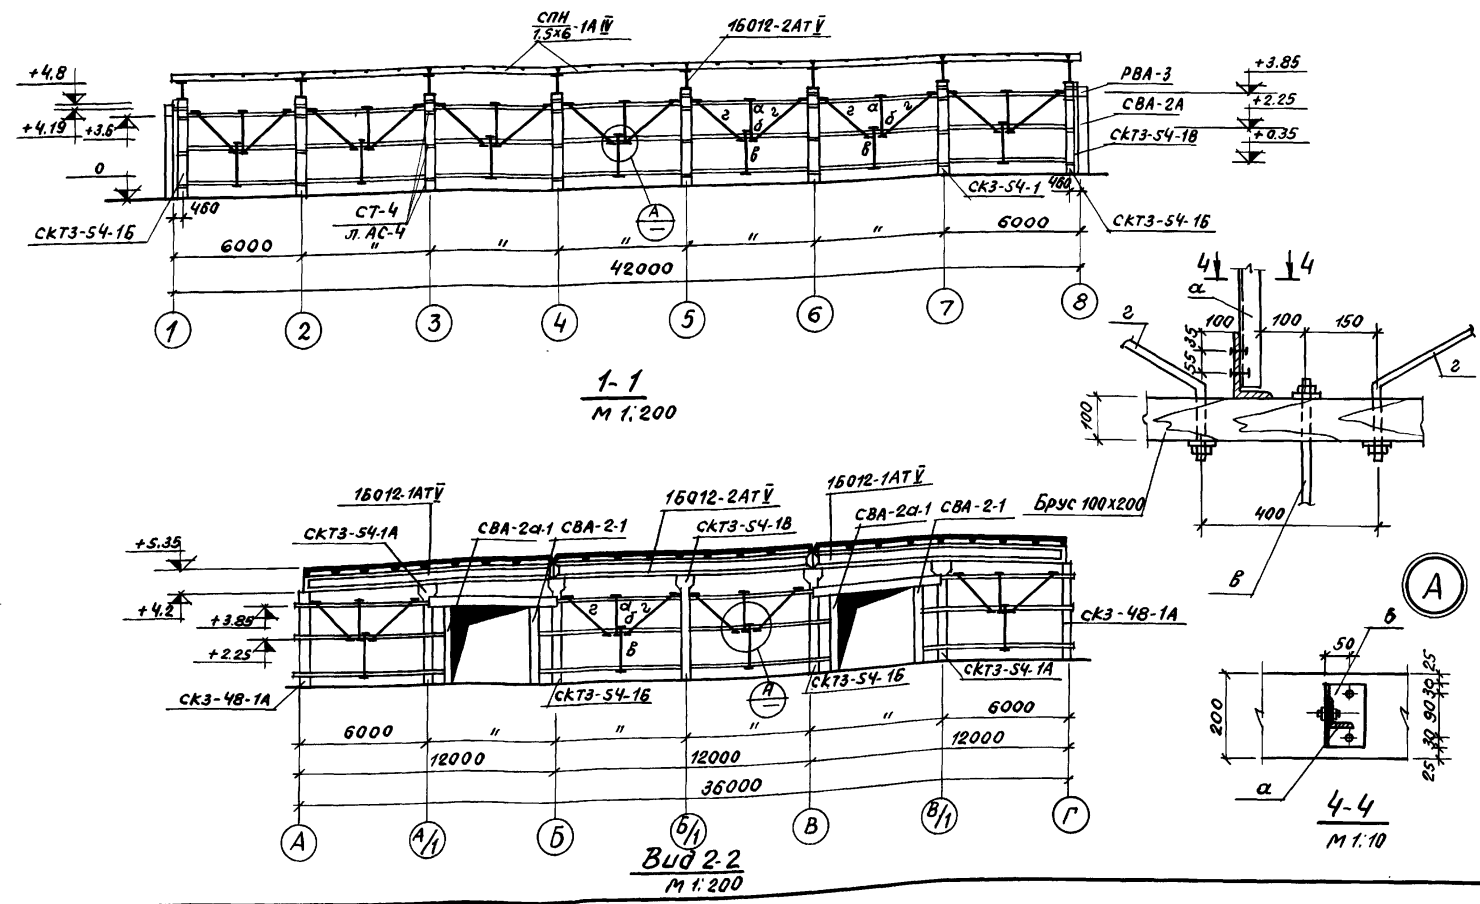 СПН
1.5х6 -1АIV
1Б012-2АтV
+4.8
+4.19
+3.6
0
РВА-3
СВА-2А
СКТ3-54-1В
+3.85
+2.25
+0.35
460
СКТ3-54-1Б
СТ-4
л. АС-4
А
СК3-54-1
460
СКТ3-54-1Б
а
б
в
г
г
а
б
в
г
г
6000
"
"
"
"
"
6000
42000
1
2
3
4
5
6
7
8
1-1
М 1:200
4
4
а
г
г
100
100
150
35
55
100
Брус 100х200
400
в
А
1Б012-1АтV
1Б012-2АтV
1Б012-1АтV
СКТ3-54-1А
СВА-2а-1
СВА-2-1
СКТ3-54-1В
СВА-2а-1
СВА-2-1
+5.35
+4.2
+3.85
+2.25
г
а
б
г
в
А
СК3-48-1А
СКТ3-54-1Б
СКТ3-54-1Б
СКТ3-54-1А
СК3-48-1А
6000
"
"
"
"
6000
12000
12000
12000
36000
А
А/1
Б
Б/1
В
В/1
Г
Вид 2-2
М 1:200
в
50
25
30
90
30
25
200
а
4-4
М 1:10